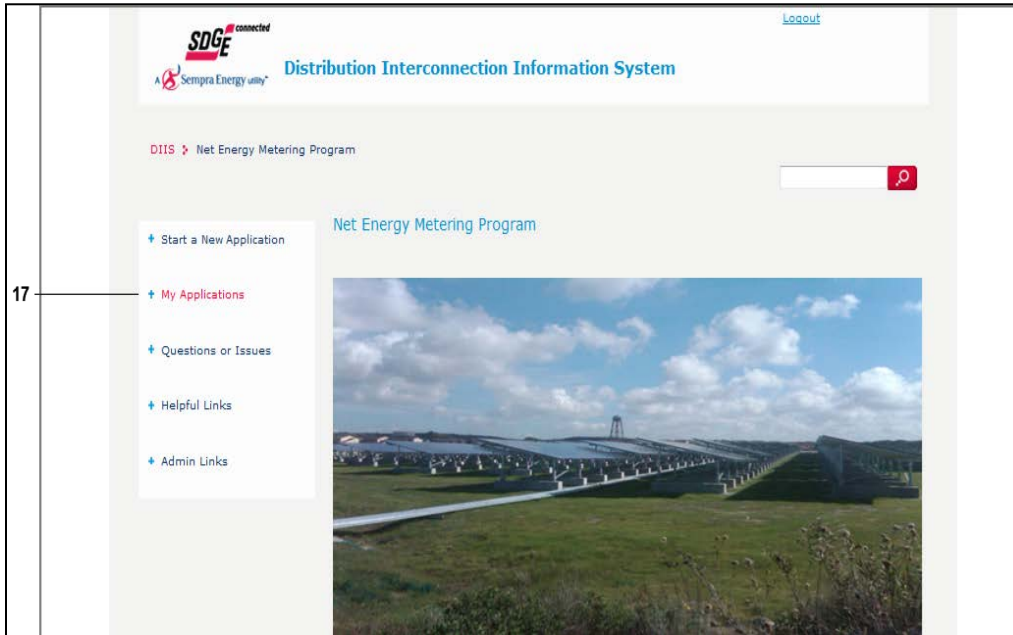 Logout
SDGE connected
A Sempra Energy utility
Distribution Interconnection Information System
DIIS Net Energy Metering Program
Net Energy Metering Program
+ Start a New Application
17
+ My Applications
+ Questions or Issues
+ Helpful Links
+ Admin Links